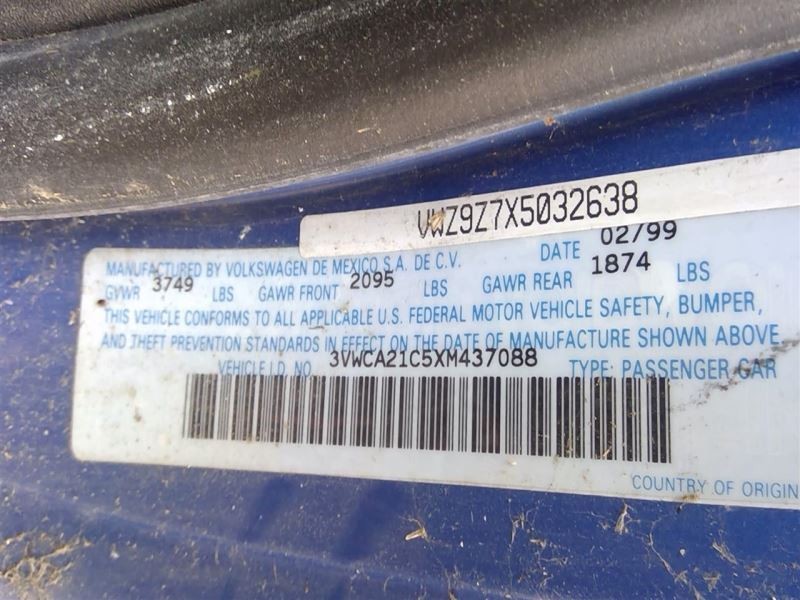 VWZ9Z7X5032638
MANUFACTURED BY VOLKSWAGEN DE MEXICO S.A. DE C.V. DATE 02/99
GVWR 3749 LBS GAWR FRONT 2095 LBS GAWR REAR 1874 LBS
THIS VEHICLE CONFORMS TO ALL APPLICABLE U.S. FEDERAL MOTOR VEHICLE SAFETY, BUMPER,
AND THEFT PREVENTION STANDARDS IN EFFECT ON THE DATE OF MANUFACTURE SHOWN ABOVE.
VEHICLE I.D. NO. 3VWCA21C5XM437088 TYPE: PASSENGER CAR
COUNTRY OF ORIGIN